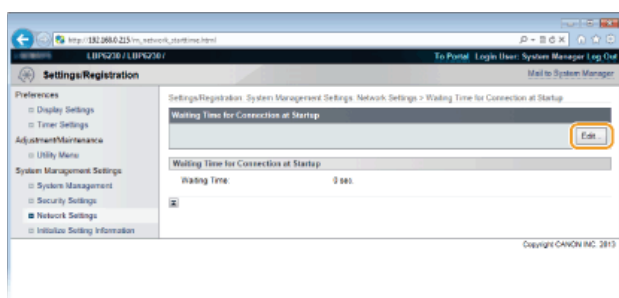 http://192.168.0.215/m_network_starttime.html
LBP6230 / LBP6230 /
To Portal Login User: System Manager Log Out
Settings/Registration
Mail to System Manager
Preferences
Display Settings
Timer Settings
Adjustment/Maintenance
Utility Menu
System Management Settings
System Management
Security Settings
Network Settings
Initialize Setting Information
Settings/Registration: System Management Settings: Network Settings > Waiting Time for Connection at Startup
Waiting Time for Connection at Startup
Edit...
Waiting Time for Connection at Startup
Waiting Time: 0 sec.
Copyright CANON INC. 2013